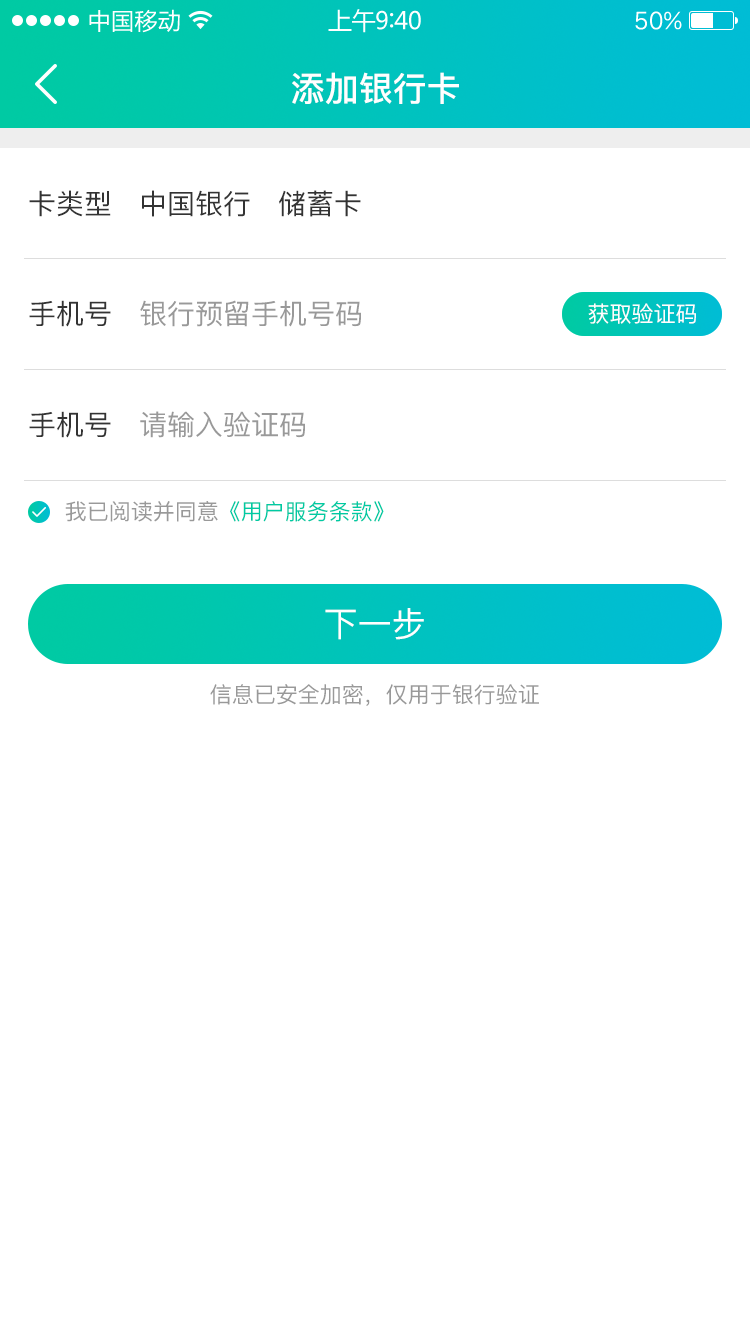 中国移动 上午9:40 50%
添加银行卡
卡类型 中国银行 储蓄卡
手机号 银行预留手机号码 获取验证码
手机号 请输入验证码
我已阅读并同意《用户服务条款》
下一步
信息已安全加密，仅用于银行验证